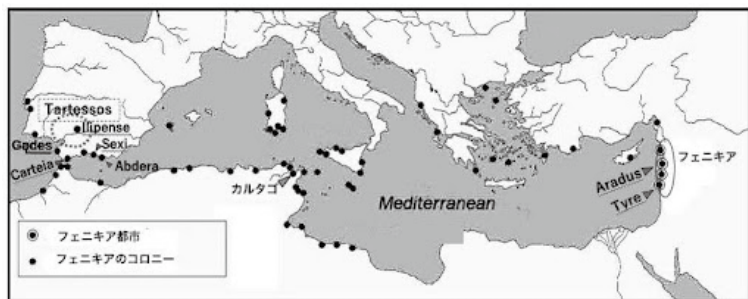 Tartessos
Ilipense
Gades
Sexi
Carteia
Abdera
カルタゴ
Mediterranean
フェニキア
Aradus
Tyre
フェニキア都市
フェニキアのコロニー